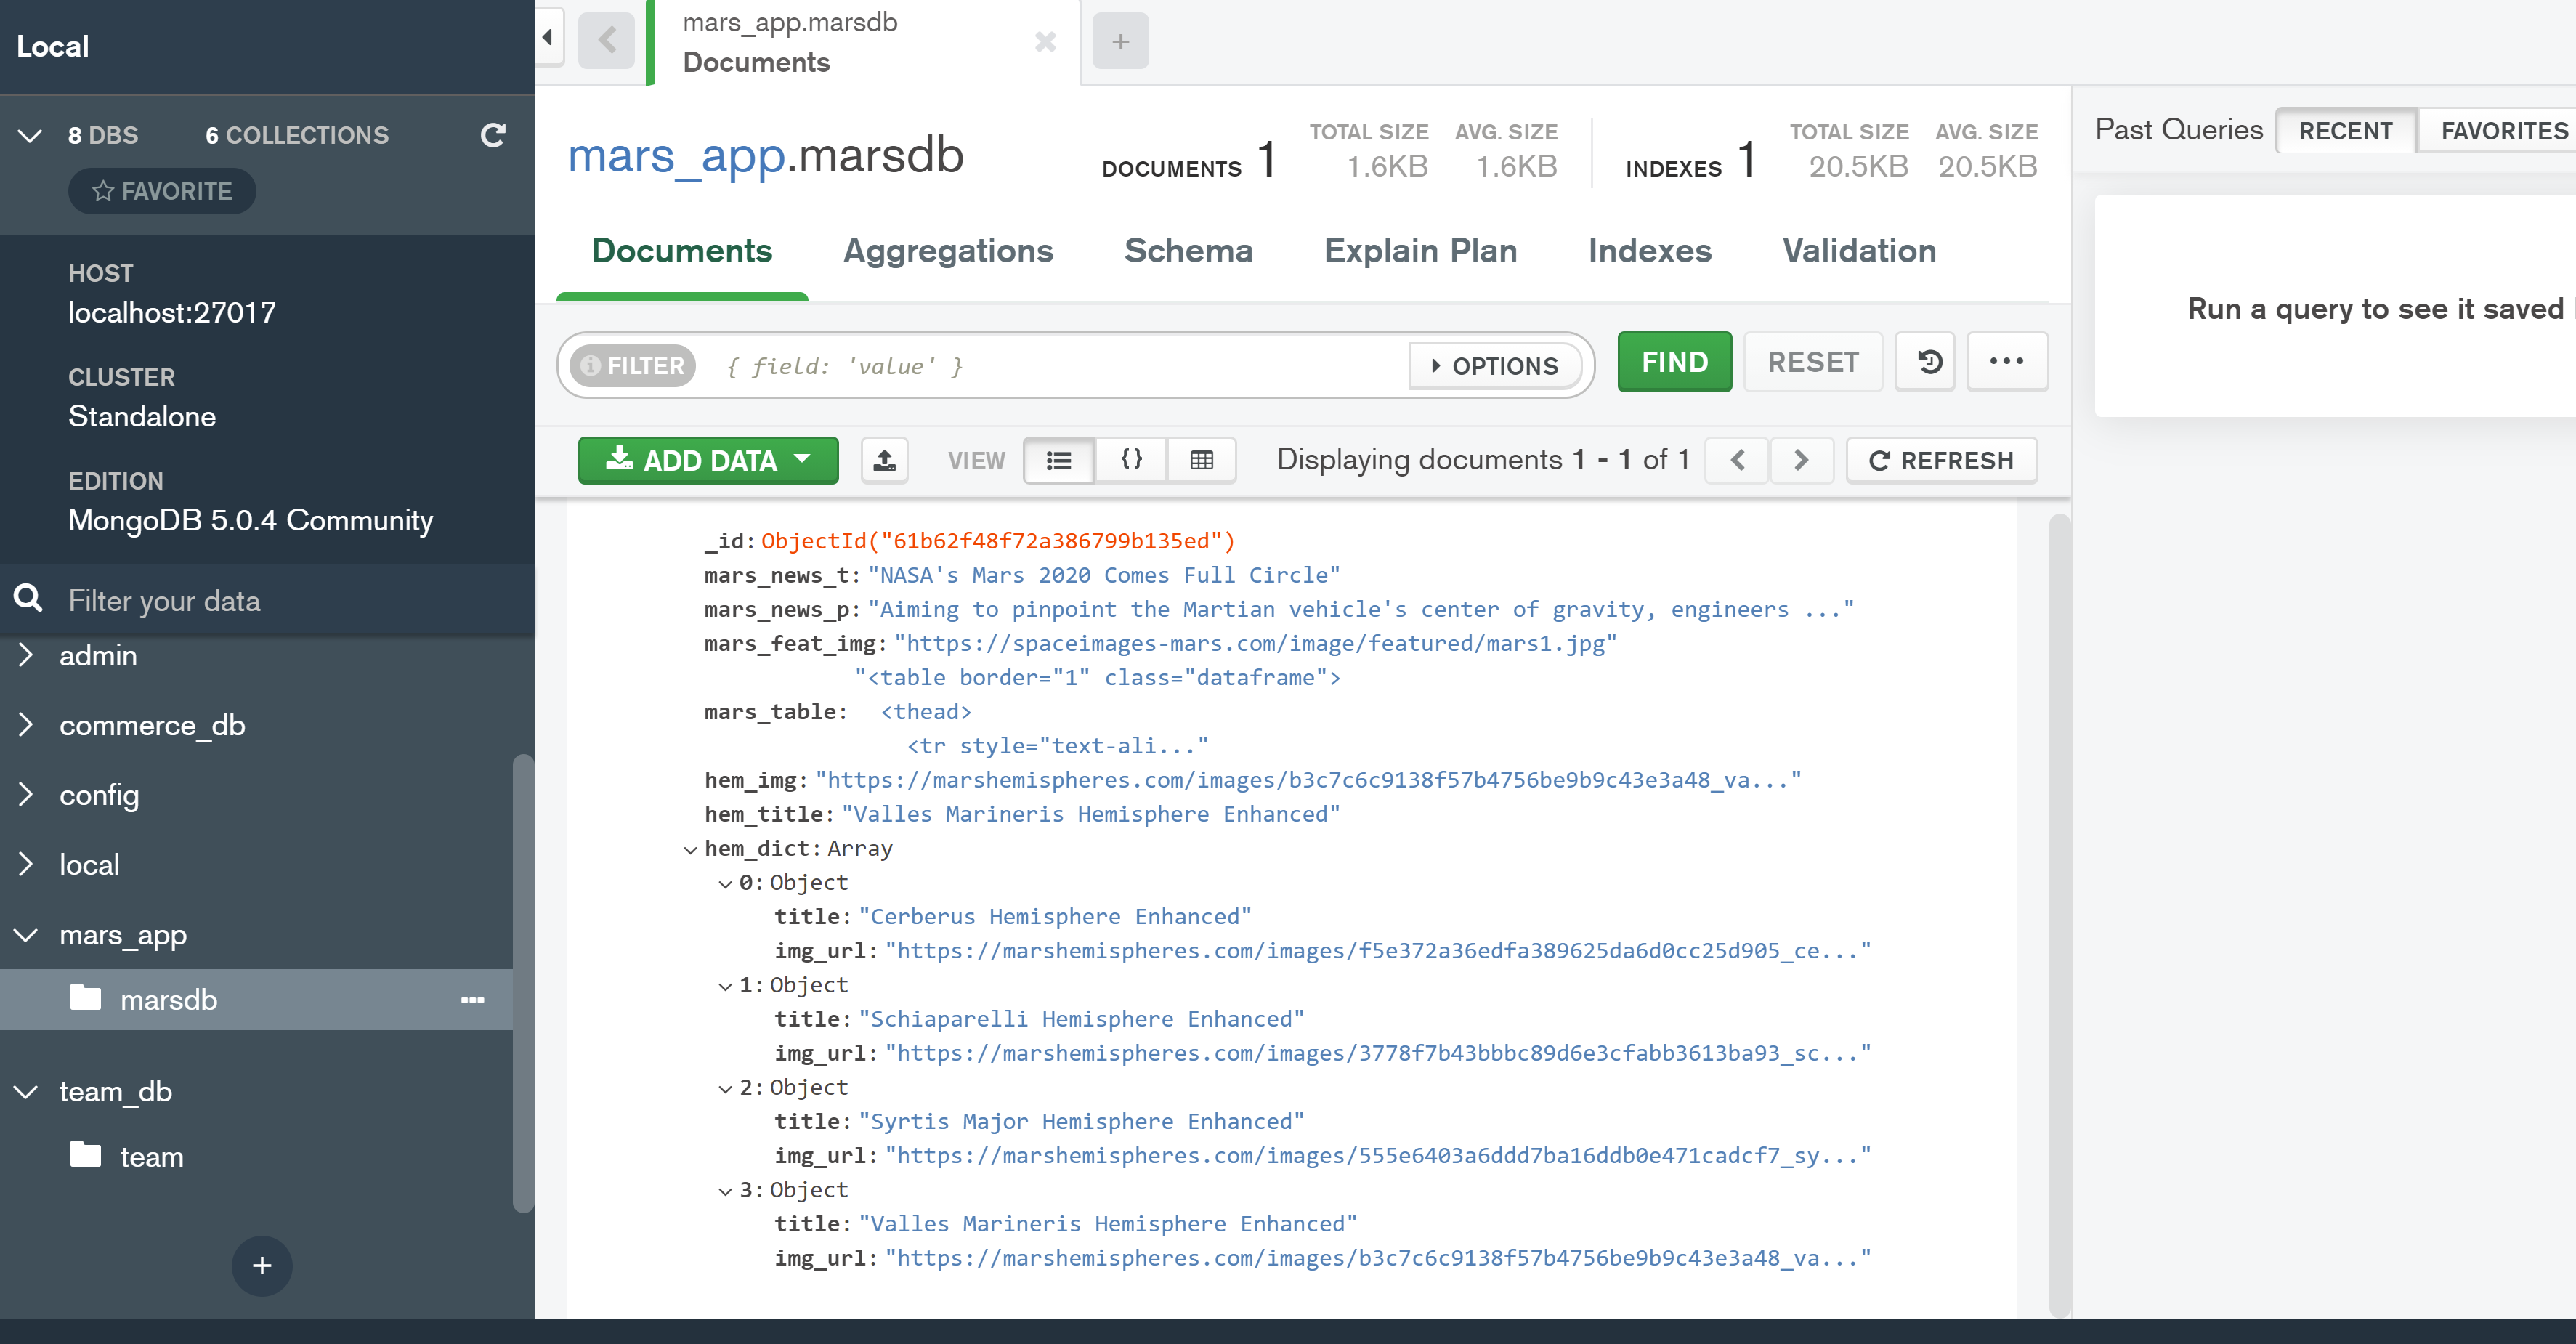 Local
8 DBS 6 COLLECTIONS
FAVORITE
HOST
localhost:27017
CLUSTER
Standalone
EDITION
MongoDB 5.0.4 Community
Filter your data
admin
commerce_db
config
local
mars_app
marsdb
team_db
team
mars_app.marsdb
Documents
mars_app.marsdb
DOCUMENTS 1
TOTAL SIZE AVG. SIZE
1.6KB 1.6KB
INDEXES 1
TOTAL SIZE AVG. SIZE
20.5KB 20.5KB
Documents Aggregations Schema Explain Plan Indexes Validation
FILTER { field: 'value' } OPTIONS FIND RESET
ADD DATA VIEW {} Displaying documents 1 - 1 of 1 REFRESH
_id: ObjectId("61b62f48f72a386799b135ed")
mars_news_t: "NASA's Mars 2020 Comes Full Circle"
mars_news_p: "Aiming to pinpoint the Martian vehicle's center of gravity, engineers ..."
mars_feat_img: "https://spaceimages-mars.com/image/featured/mars1.jpg"
"<table border="1" class="dataframe">
mars_table: <thead>
<tr style="text-ali..."
hem_img: "https://marshemispheres.com/images/b3c7c6c9138f57b4756be9b9c43e3a48_va..."
hem_title: "Valles Marineris Hemisphere Enhanced"
hem_dict: Array
0: Object
title: "Cerberus Hemisphere Enhanced"
img_url: "https://marshemispheres.com/images/f5e372a36edfa389625da6d0cc25d905_ce..."
1: Object
title: "Schiaparelli Hemisphere Enhanced"
img_url: "https://marshemispheres.com/images/3778f7b43bbbc89d6e3cfabb3613ba93_sc..."
2: Object
title: "Syrtis Major Hemisphere Enhanced"
img_url: "https://marshemispheres.com/images/555e6403a6ddd7ba16ddb0e471cadcf7_sy..."
3: Object
title: "Valles Marineris Hemisphere Enhanced"
img_url: "https://marshemispheres.com/images/b3c7c6c9138f57b4756be9b9c43e3a48_va..."
Past Queries RECENT FAVORITES
Run a query to see it saved